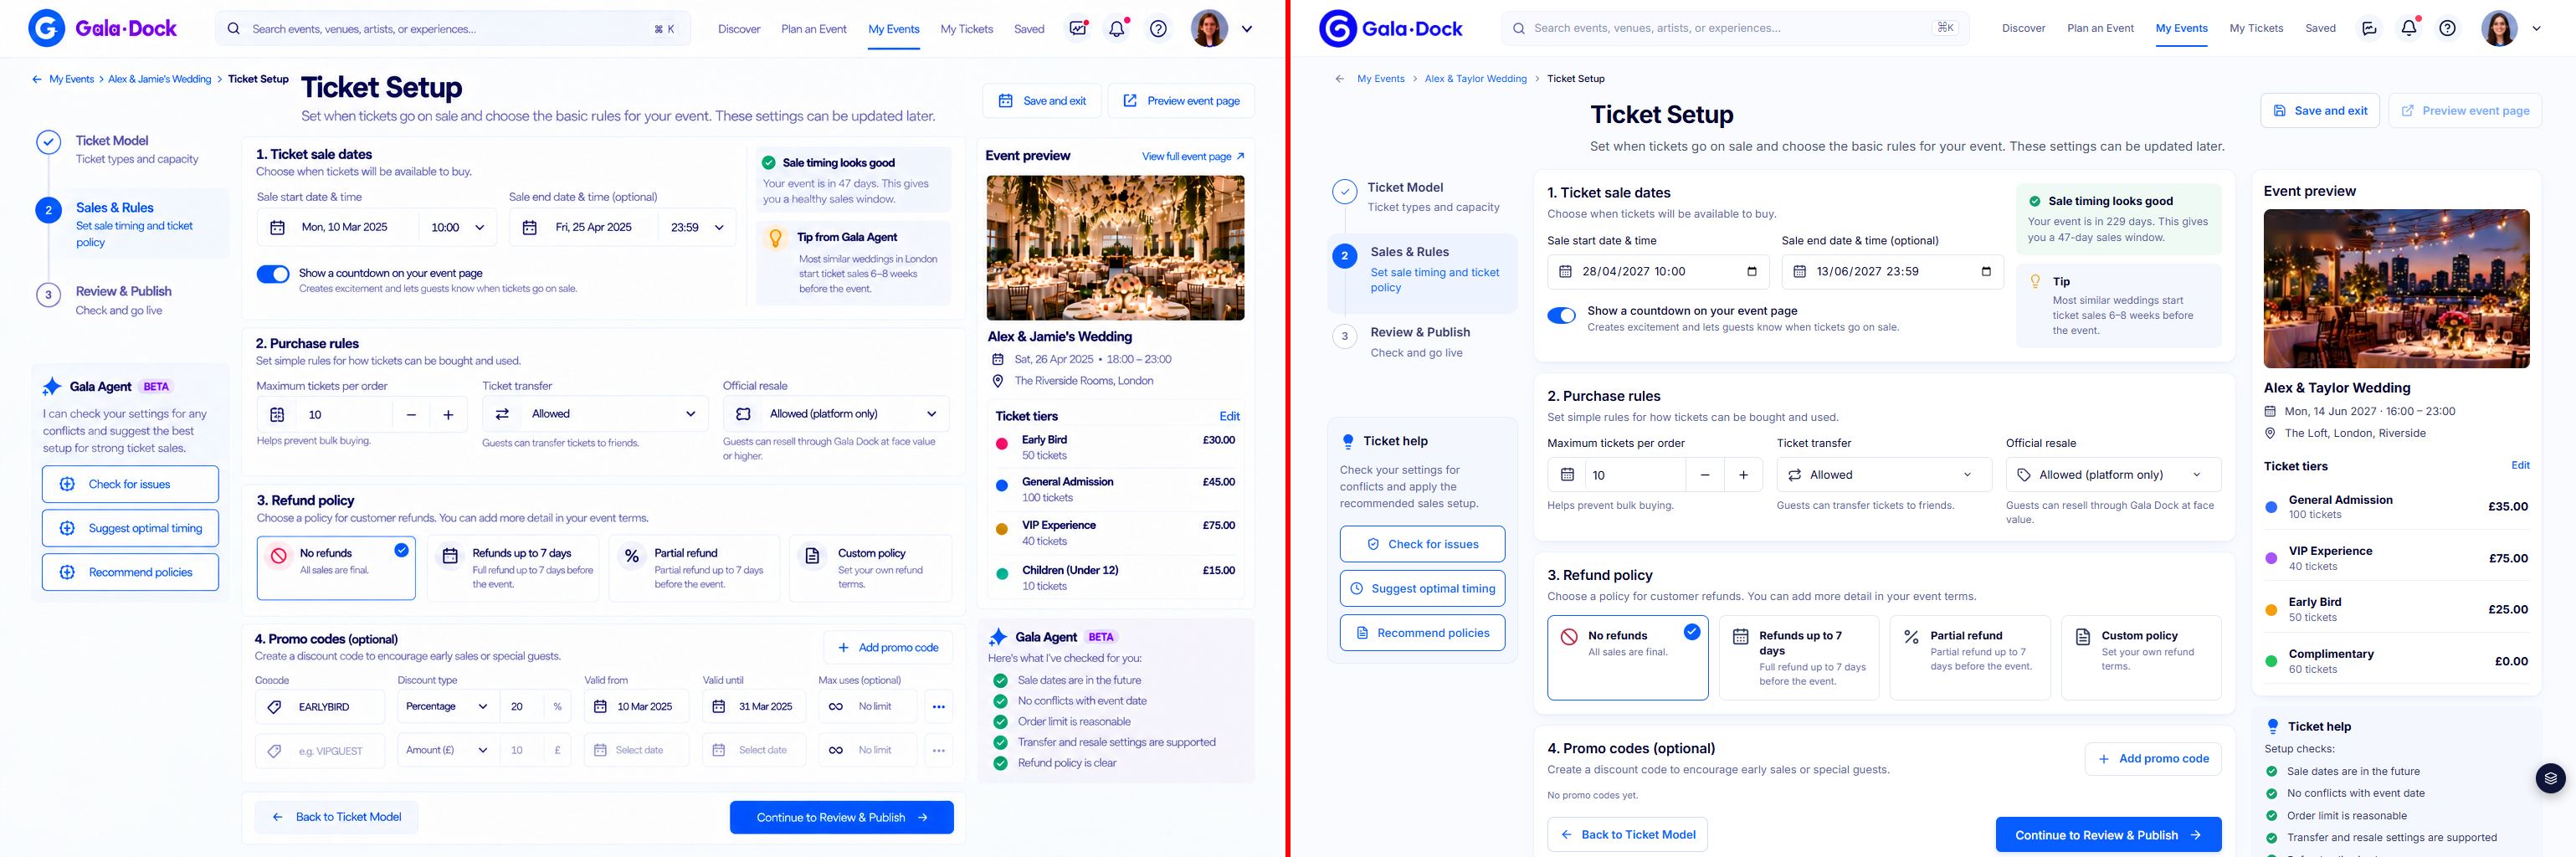 Gala·Dock
Search events, venues, artists, or experiences...
⌘ K
Discover
Plan an Event
My Events
My Tickets
Saved
My Events > Alex & Jamie's Wedding > Ticket Setup
Ticket Setup
Set when tickets go on sale and choose the basic rules for your event. These settings can be updated later.
Save and exit
Preview event page
Ticket Model
Ticket types and capacity
2
Sales & Rules
Set sale timing and ticket
policy
3
Review & Publish
Check and go live
Gala Agent BETA
I can check your settings for any
conflicts and suggest the best
setup for strong ticket sales.
Check for issues
Suggest optimal timing
Recommend policies
1. Ticket sale dates
Choose when tickets will be available to buy.
Sale start date & time
Mon, 10 Mar 2025
10:00
Sale end date & time (optional)
Fri, 25 Apr 2025
23:59
Show a countdown on your event page
Creates excitement and lets guests know when tickets go on sale.
Sale timing looks good
Your event is in 47 days. This gives
you a healthy sales window.
Tip from Gala Agent
Most similar weddings in London
start ticket sales 6–8 weeks
before the event.
2. Purchase rules
Set simple rules for how tickets can be bought and used.
Maximum tickets per order
10
Helps prevent bulk buying.
Ticket transfer
Allowed
Guests can transfer tickets to friends.
Official resale
Allowed (platform only)
Guests can resell through Gala Dock at face value
or higher.
3. Refund policy
Choose a policy for customer refunds. You can add more detail in your event terms.
No refunds
All sales are final.
Refunds up to 7 days
Full refund up to 7 days before
the event.
Partial refund
Partial refund up to 7 days
before the event.
Custom policy
Set your own refund
terms.
4. Promo codes (optional)
Create a discount code to encourage early sales or special guests.
Add promo code
Cocode
Discount type
Valid from
Valid until
Max uses (optional)
EARLYBIRD
Percentage
20
%
10 Mar 2025
31 Mar 2025
No limit
e.g. VIPGUEST
Amount (£)
10
£
Select date
Select date
No limit
Back to Ticket Model
Continue to Review & Publish
Event preview
View full event page
Alex & Jamie's Wedding
Sat, 26 Apr 2025 • 18:00 – 23:00
The Riverside Rooms, London
Ticket tiers
Edit
Early Bird
£30.00
50 tickets
General Admission
£45.00
100 tickets
VIP Experience
£75.00
40 tickets
Children (Under 12)
£15.00
10 tickets
Gala Agent BETA
Here's what I've checked for you:
Sale dates are in the future
No conflicts with event date
Order limit is reasonable
Transfer and resale settings are supported
Refund policy is clear
Gala·Dock
Search events, venues, artists, or experiences...
⌘K
Discover
Plan an Event
My Events
My Tickets
Saved
My Events > Alex & Taylor Wedding > Ticket Setup
Ticket Setup
Set when tickets go on sale and choose the basic rules for your event. These settings can be updated later.
Save and exit
Preview event page
Ticket Model
Ticket types and capacity
2
Sales & Rules
Set sale timing and ticket
policy
3
Review & Publish
Check and go live
Ticket help
Check your settings for
conflicts and apply the
recommended sales setup.
Check for issues
Suggest optimal timing
Recommend policies
1. Ticket sale dates
Choose when tickets will be available to buy.
Sale start date & time
28/04/2027 10:00
Sale end date & time (optional)
13/06/2027 23:59
Show a countdown on your event page
Creates excitement and lets guests know when tickets go on sale.
Sale timing looks good
Your event is in 229 days. This gives
you a 47-day sales window.
Tip
Most similar weddings start
ticket sales 6–8 weeks before
the event.
2. Purchase rules
Set simple rules for how tickets can be bought and used.
Maximum tickets per order
10
Helps prevent bulk buying.
Ticket transfer
Allowed
Guests can transfer tickets to friends.
Official resale
Allowed (platform only)
Guests can resell through Gala Dock at face
value.
3. Refund policy
Choose a policy for customer refunds. You can add more detail in your event terms.
No refunds
All sales are final.
Refunds up to 7
days
Full refund up to 7 days
before the event.
Partial refund
Partial refund up to 7
days before the event.
Custom policy
Set your own refund
terms.
4. Promo codes (optional)
Create a discount code to encourage early sales or special guests.
Add promo code
No promo codes yet.
Back to Ticket Model
Continue to Review & Publish
Event preview
Alex & Taylor Wedding
Mon, 14 Jun 2027 · 16:00 – 23:00
The Loft, London, Riverside
Ticket tiers
Edit
General Admission
£35.00
100 tickets
VIP Experience
£75.00
40 tickets
Early Bird
£25.00
50 tickets
Complimentary
£0.00
60 tickets
Ticket help
Setup checks:
Sale dates are in the future
No conflicts with event date
Order limit is reasonable
Transfer and resale settings are supported